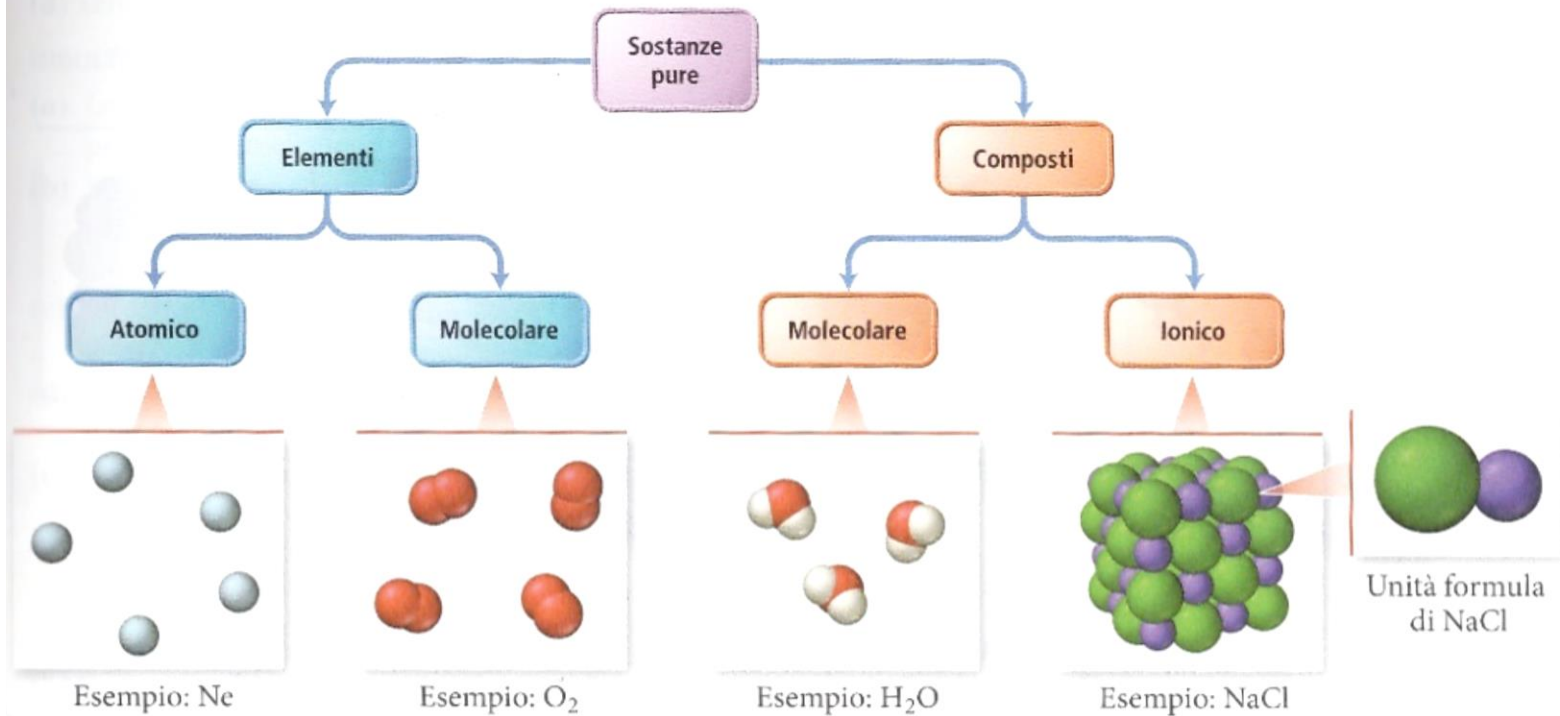 Sostanze
pure
Elementi
Composti
Atomico
Molecolare
Molecolare
Ionico
Unità formula
di NaCl
Esempio: Ne
Esempio: O₂
Esempio: H₂O
Esempio: NaCl